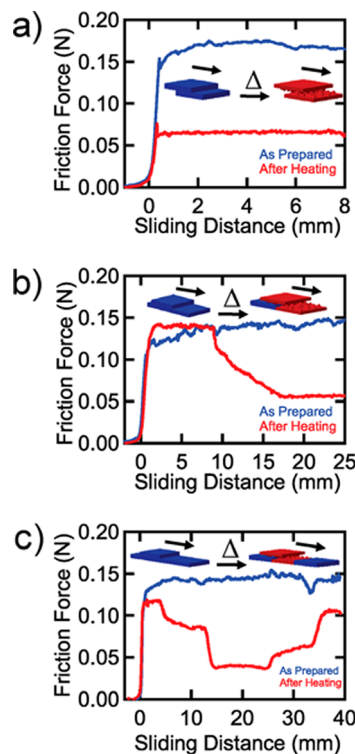 a)
Friction Force (N)
0.20
0.15
0.10
0.05
0.00
Δ
As Prepared
After Heating
0 2 4 6 8
Sliding Distance (mm)
b)
Friction Force (N)
0.20
0.15
0.10
0.05
0.00
Δ
As Prepared
After Heating
0 5 10 15 20 25
Sliding Distance (mm)
c)
Friction Force (N)
0.20
0.15
0.10
0.05
0.00
Δ
As Prepared
After Heating
0 10 20 30 40
Sliding Distance (mm)